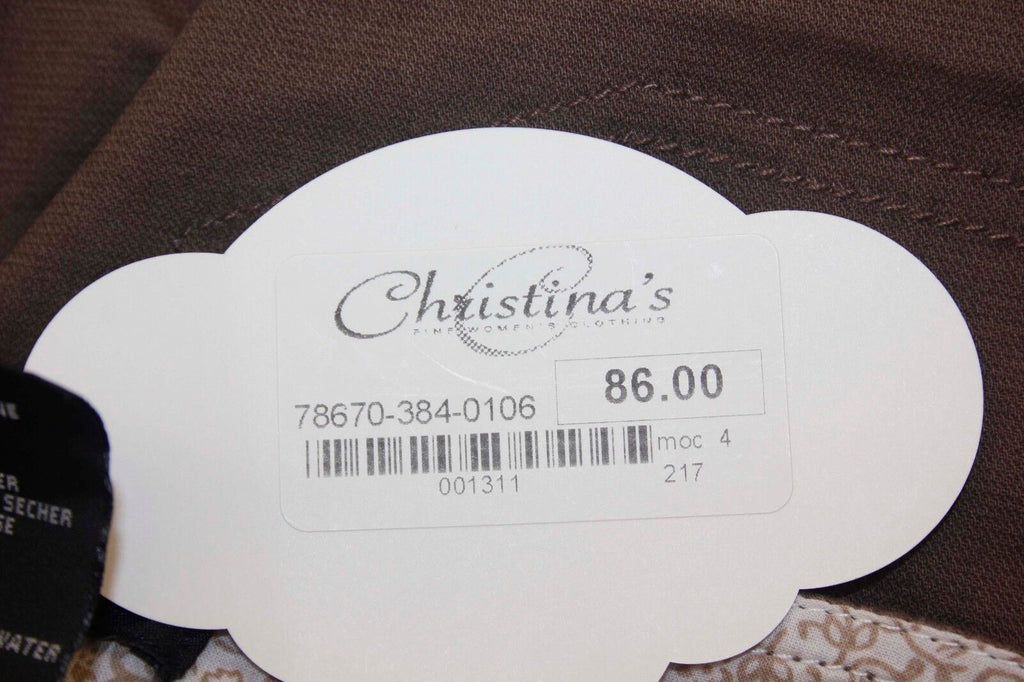 Christina's
FINE WOMEN'S CLOTHING
86.00
78670-384-0106
moc 4
001311
217
SECHER
WATER